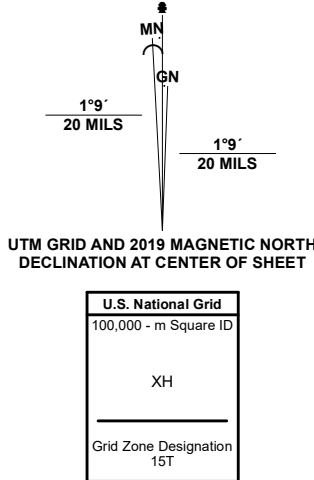 MN
GN
1°9´
20 MILS
1°9´
20 MILS
UTM GRID AND 2019 MAGNETIC NORTH
DECLINATION AT CENTER OF SHEET
U.S. National Grid
100,000 - m Square ID
XH
Grid Zone Designation
15T